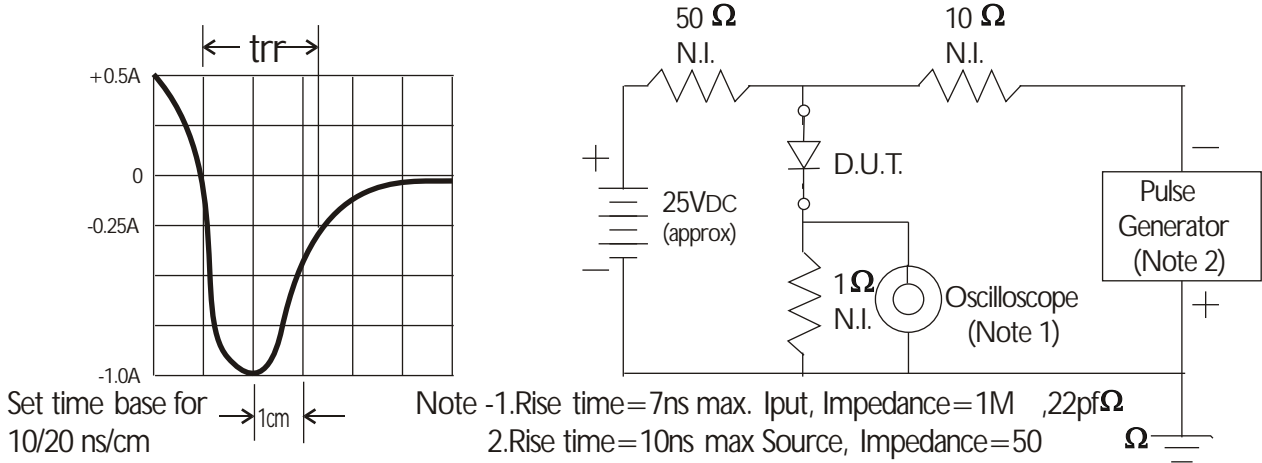 trr
+0.5A
0
-0.25A
-1.0A
1cm
Set time base for
10/20 ns/cm
50 Ω
N.I.
10 Ω
N.I.
+
D.U.T.
25VDC
(approx)
−
1Ω
N.I.
Oscilloscope
(Note 1)
−
Pulse
Generator
(Note 2)
+
Note -1.Rise time=7ns max. Iput, Impedance=1M ,22pfΩ
2.Rise time=10ns max Source, Impedance=50 Ω